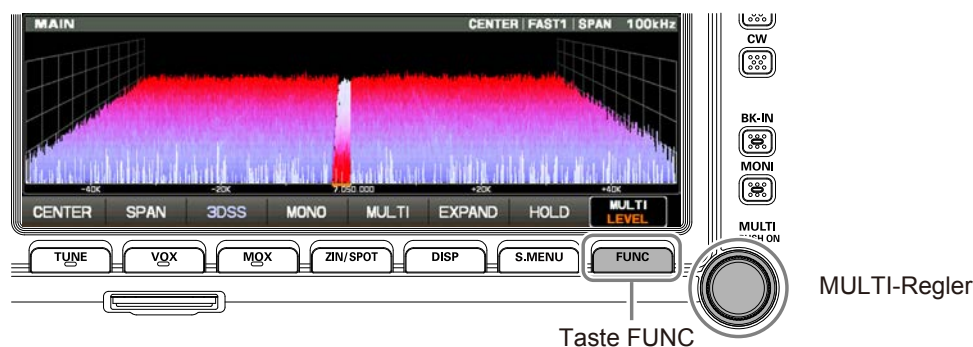 MAIN CENTER FAST1 SPAN 100kHz
CW
BK-IN
MONI
-40K -20K 7.050.000 +20K +40K
CENTER SPAN 3DSS MONO MULTI EXPAND HOLD MULTI LEVEL
MULTI
PUSH ON
TUNE VOX MOX ZIN/SPOT DISP S.MENU FUNC
MULTI-Regler
Taste FUNC